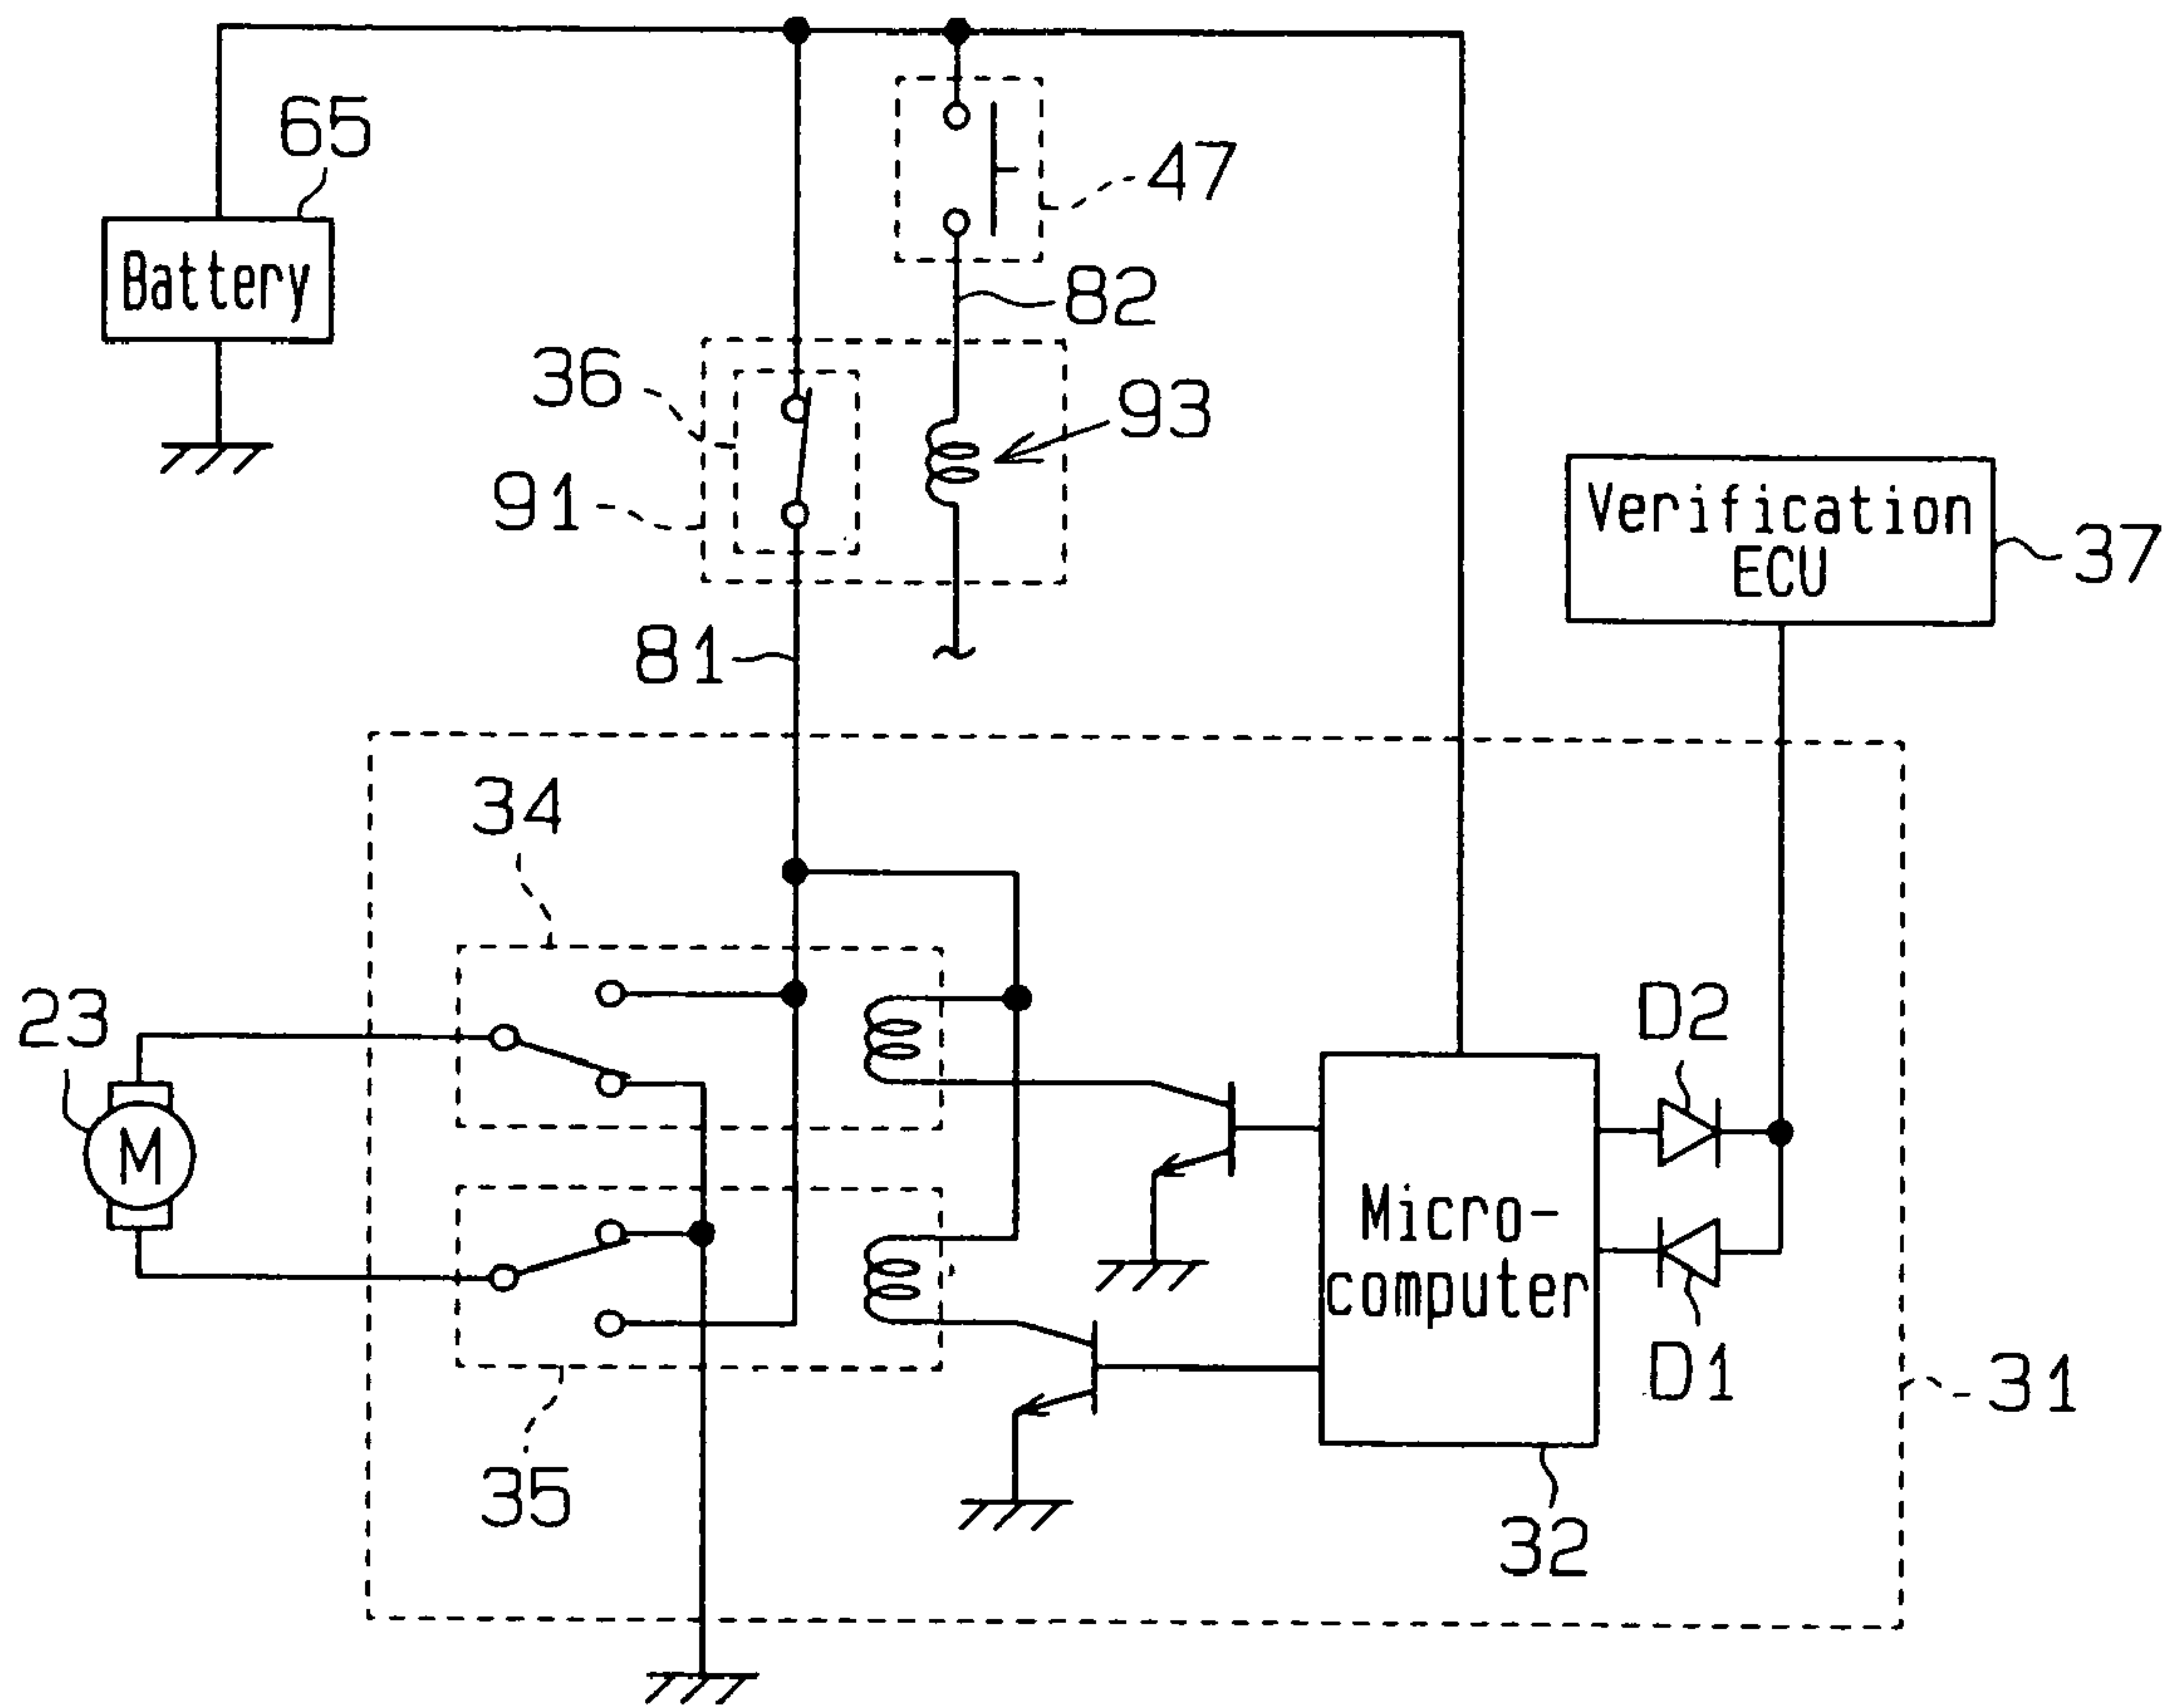 65
Battery
47
82
36
93
91
Verification
ECU
37
81
34
23
M
D2
Micro-
computer
D1
31
35
32